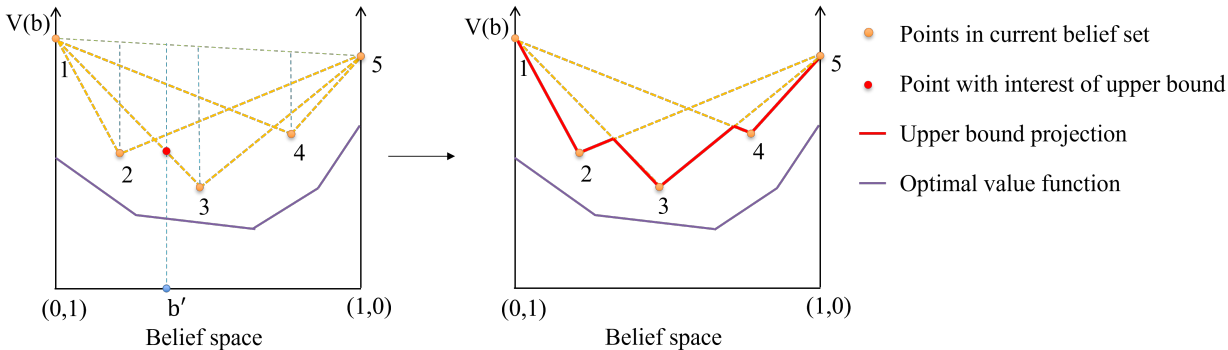 V(b)
1
2
3
4
5
(0,1)
b′
(1,0)
Belief space
V(b)
1
2
3
4
5
(0,1)
(1,0)
Belief space
Points in current belief set
Point with interest of upper bound
Upper bound projection
Optimal value function